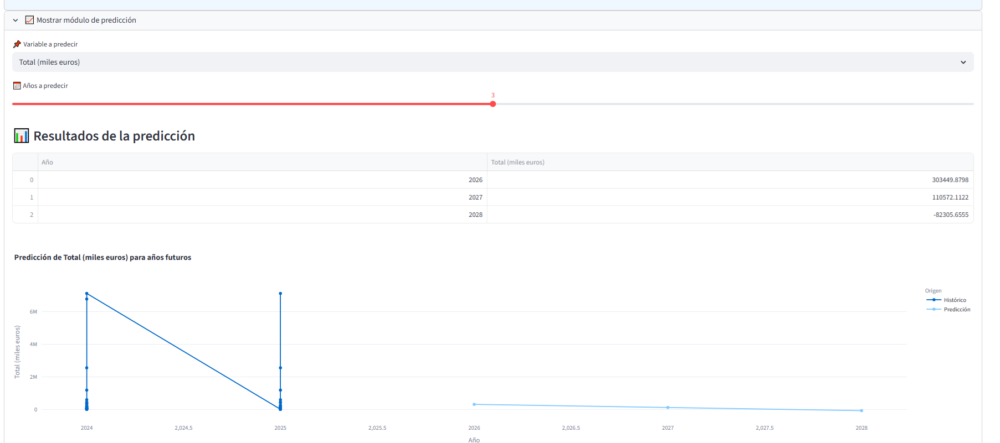 Mostrar módulo de predicción
Variable a predecir
Total (miles euros)
Años a predecir
3
Resultados de la predicción
Año Total (miles euros)
0 2026 303449.8798
1 2027 110572.1122
2 2028 -82305.6555
Predicción de Total (miles euros) para años futuros
Origen
Histórico
Predicción
Total (miles euros)
6M
4M
2M
0
2024 2,024.5 2025 2,025.5 2026 2,026.5 2027 2,027.5 2028
Año